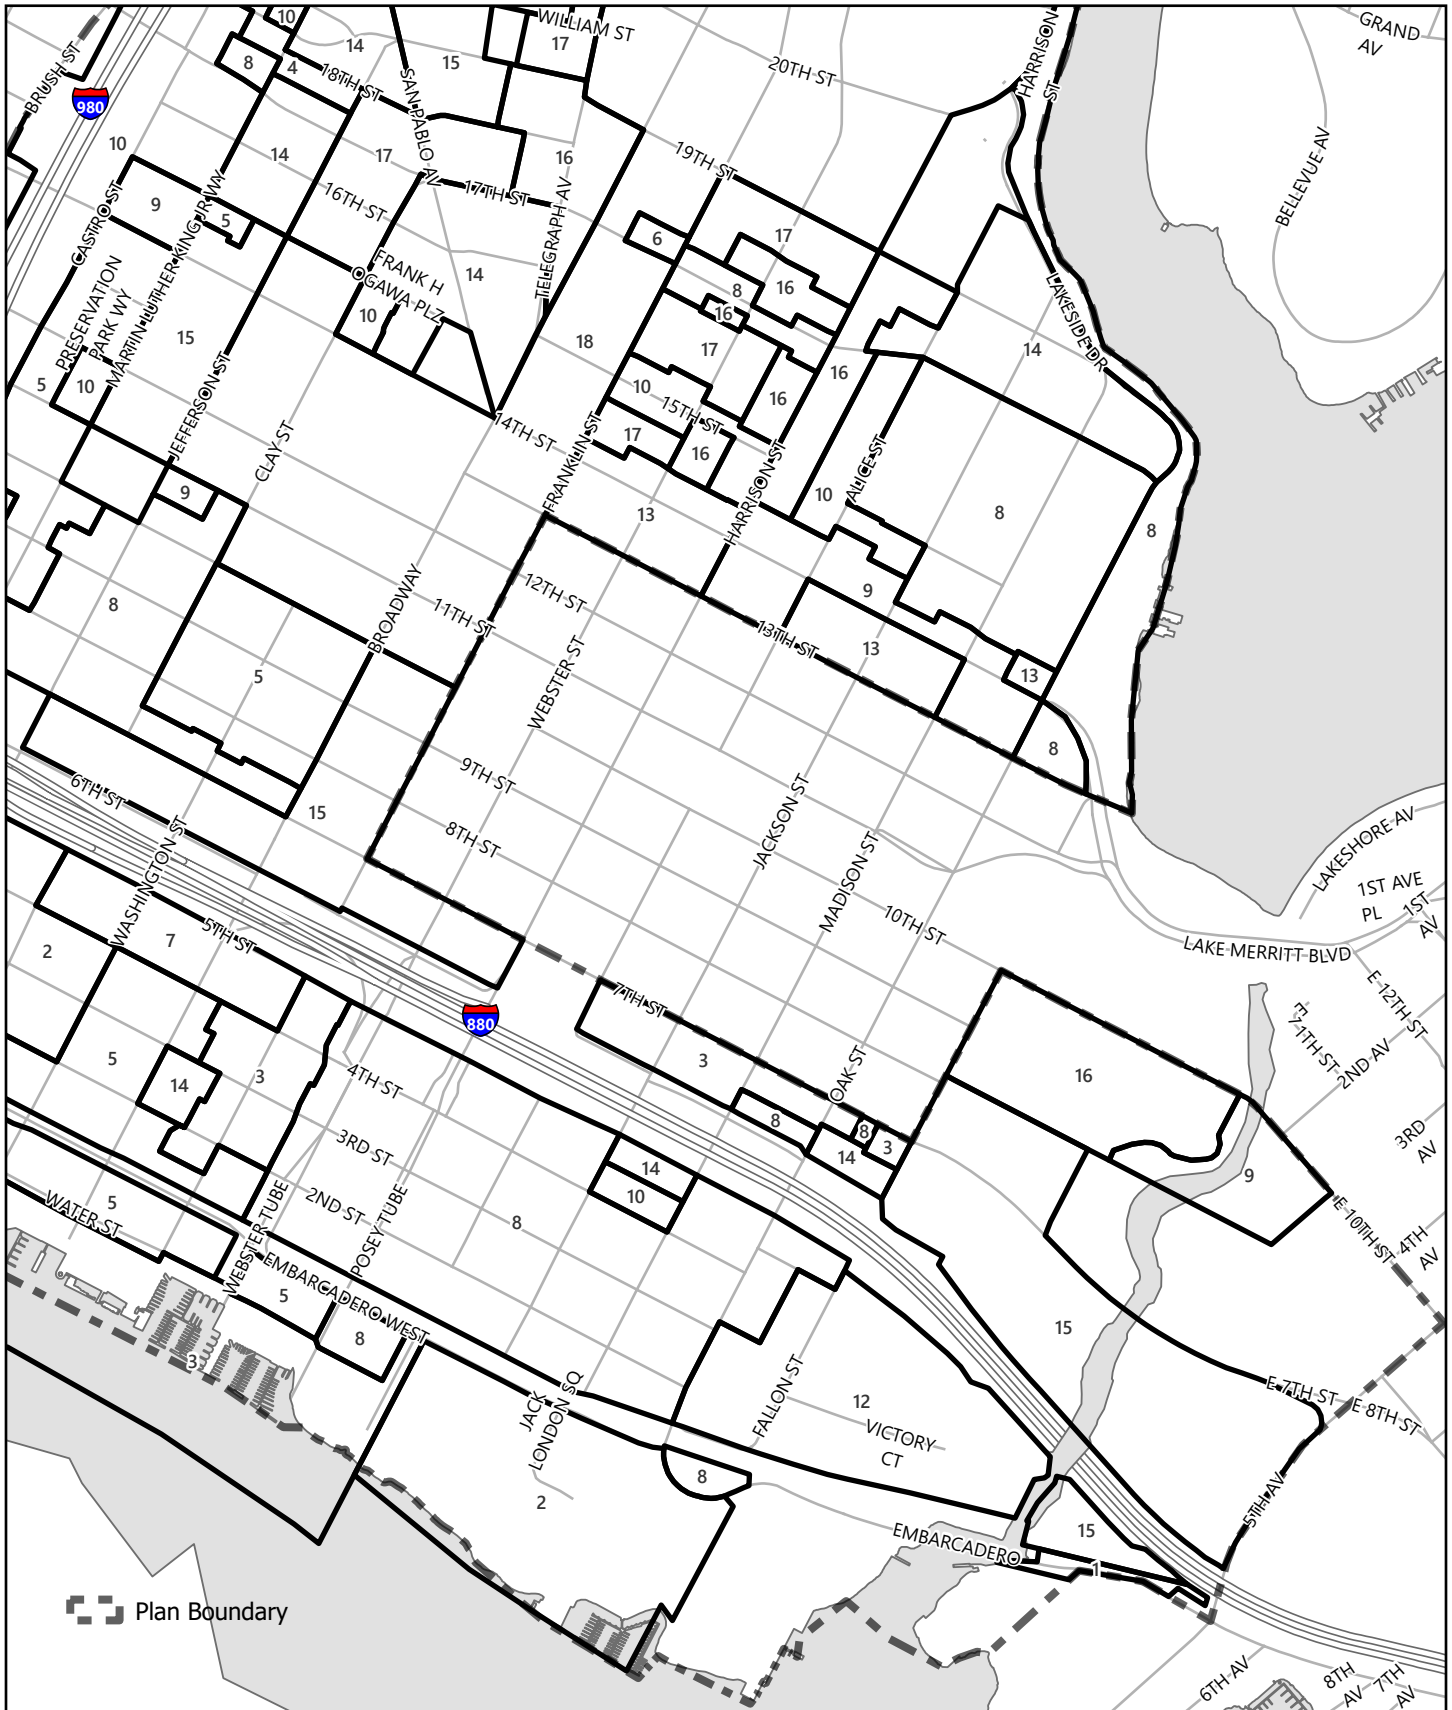 WILLIAM ST
10
17
HARRISON
ST
GRAND
AV
BRUSH ST
14
15
8
4
18TH ST
SAN PABLO AV
20TH ST
980
10
14
17
16
19TH ST
BELLEVUE AV
9
5
16TH ST
17TH ST
TELEGRAPH AV
CASTRO ST
MARTIN LUTHER KING JR WY
6
17
FRANK H
OGAWA PLZ
14
8
16
PRESERVATION
PARK WY
10
16
LAKESIDE DR
15
18
17
14
5
10
JEFFERSON ST
10
16
16
15TH ST
CLAY ST
14TH ST
17
16
FRANKLIN ST
HARRISON ST
ALICE ST
9
10
8
8
13
8
12TH ST
11TH ST
BROADWAY
9
13TH ST
13
13
5
WEBSTER ST
8
6TH ST
9TH ST
15
8TH ST
JACKSON ST
MADISON ST
LAKESHORE AV
1ST AVE
PL
1ST
AV
WASHINGTON ST
10TH ST
LAKE MERRITT BLVD
2
7
5TH ST
E 12TH ST
7TH ST
880
E
71TH ST
2ND AV
5
14
3
4TH ST
3
OAK ST
16
8
8
3
14
3RD
AV
3RD ST
14
10
9
5
WATER ST
WEBSTER TUBE
2ND ST
POSEY TUBE
8
E 10TH ST
4TH
AV
EMBARCADERO WEST
5
8
15
3
JACK
LONDON SQ
FALLON ST
12
VICTORY
CT
E 7TH ST
E 8TH ST
8
2
5TH AV
EMBARCADERO
15
1
Plan Boundary
6TH AV
8TH
AV
7TH
AV